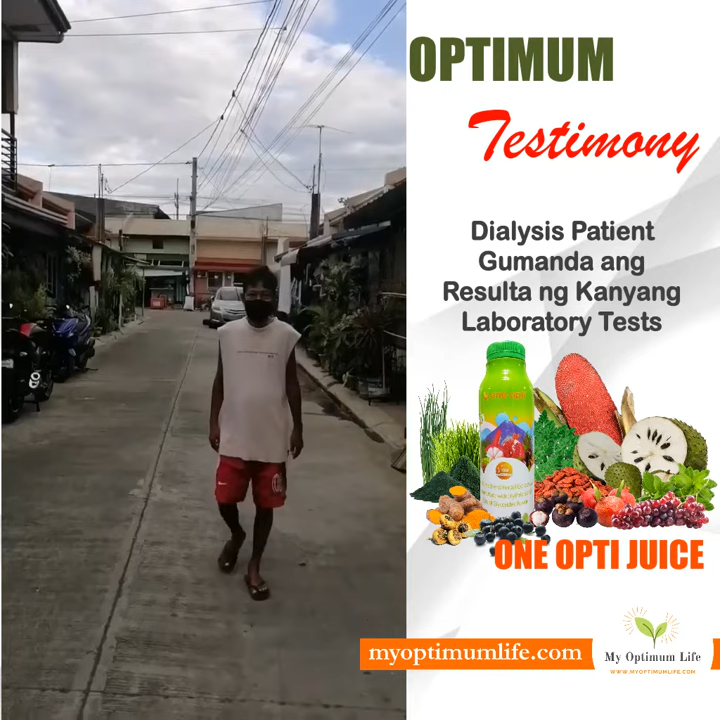 OPTIMUM
Testimony
Dialysis Patient
Gumanda ang
Resulta ng Kanyang
Laboratory Tests
ONE OPTI JUICE
myoptimumlife.com
My Optimum Life
WWW.MYOPTIMUMLIFE.COM